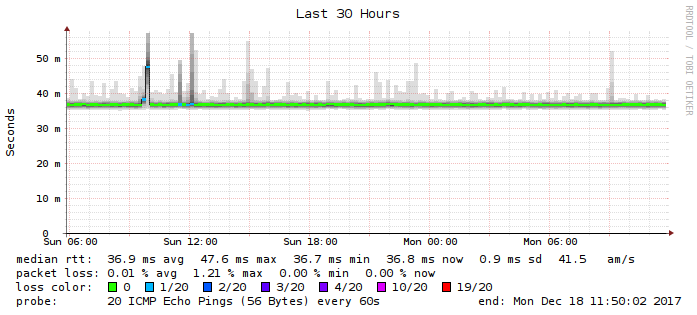 Last 30 Hours
RRDTOOL / TOBI OETIKER
Seconds
50 m
40 m
30 m
20 m
10 m
0
Sun 06:00 Sun 12:00 Sun 18:00 Mon 00:00 Mon 06:00
median rtt: 36.9 ms avg 47.6 ms max 36.7 ms min 36.8 ms now 0.9 ms sd 41.5 am/s
packet loss: 0.01 % avg 1.21 % max 0.00 % min 0.00 % now
loss color: 0 1/20 2/20 3/20 4/20 10/20 19/20
probe: 20 ICMP Echo Pings (56 Bytes) every 60s end: Mon Dec 18 11:50:02 2017